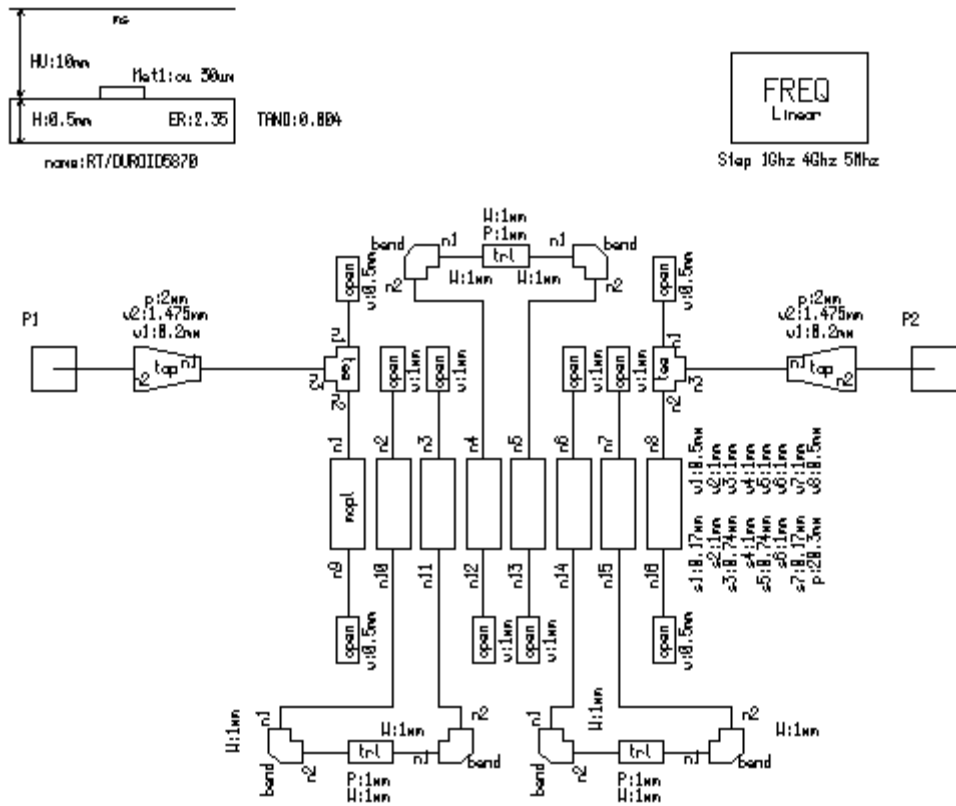 ms
HU:10mm
Met1:cu 30um
H:0.5mm
ER:2.35
TAND:0.004
name:RT/DUROID5870
FREQ
Linear
Step 1Ghz 4Ghz 5Mhz
W:1mm
P:1mm
bend
n1
trl
n1
bend
n2
W:1mm
W:1mm
n2
open
w:0.5mm
open
w:0.5mm
P1
p:2mm
w2:1.475mm
w1:0.2mm
tap
n1
n2
n1
tee
n3
n2
open
w:1mm
open
w:1mm
open
w:1mm
open
w:1mm
n1
tee
n3
n2
p:2mm
w2:1.475mm
w1:0.2mm
n1
tap
n2
P2
n1
n2
n3
n4
n5
n6
n7
n8
mcpl
n9
n10
n11
n12
n13
n14
n15
n16
w1:0.5mm
w2:1mm
w3:1mm
w4:1mm
w5:1mm
w6:1mm
w7:1mm
w8:0.5mm
s1:0.17mm
s2:1mm
s3:0.74mm
s4:1mm
s5:0.74mm
s6:1mm
s7:0.17mm
p:20.3mm
open
w:0.5mm
open
w:1mm
open
w:1mm
open
w:0.5mm
W:1mm
n1
bend
n2
trl
W:1mm
P:1mm
W:1mm
n1
n2
bend
n1
W:1mm
bend
n2
trl
P:1mm
W:1mm
n1
n2
bend
W:1mm